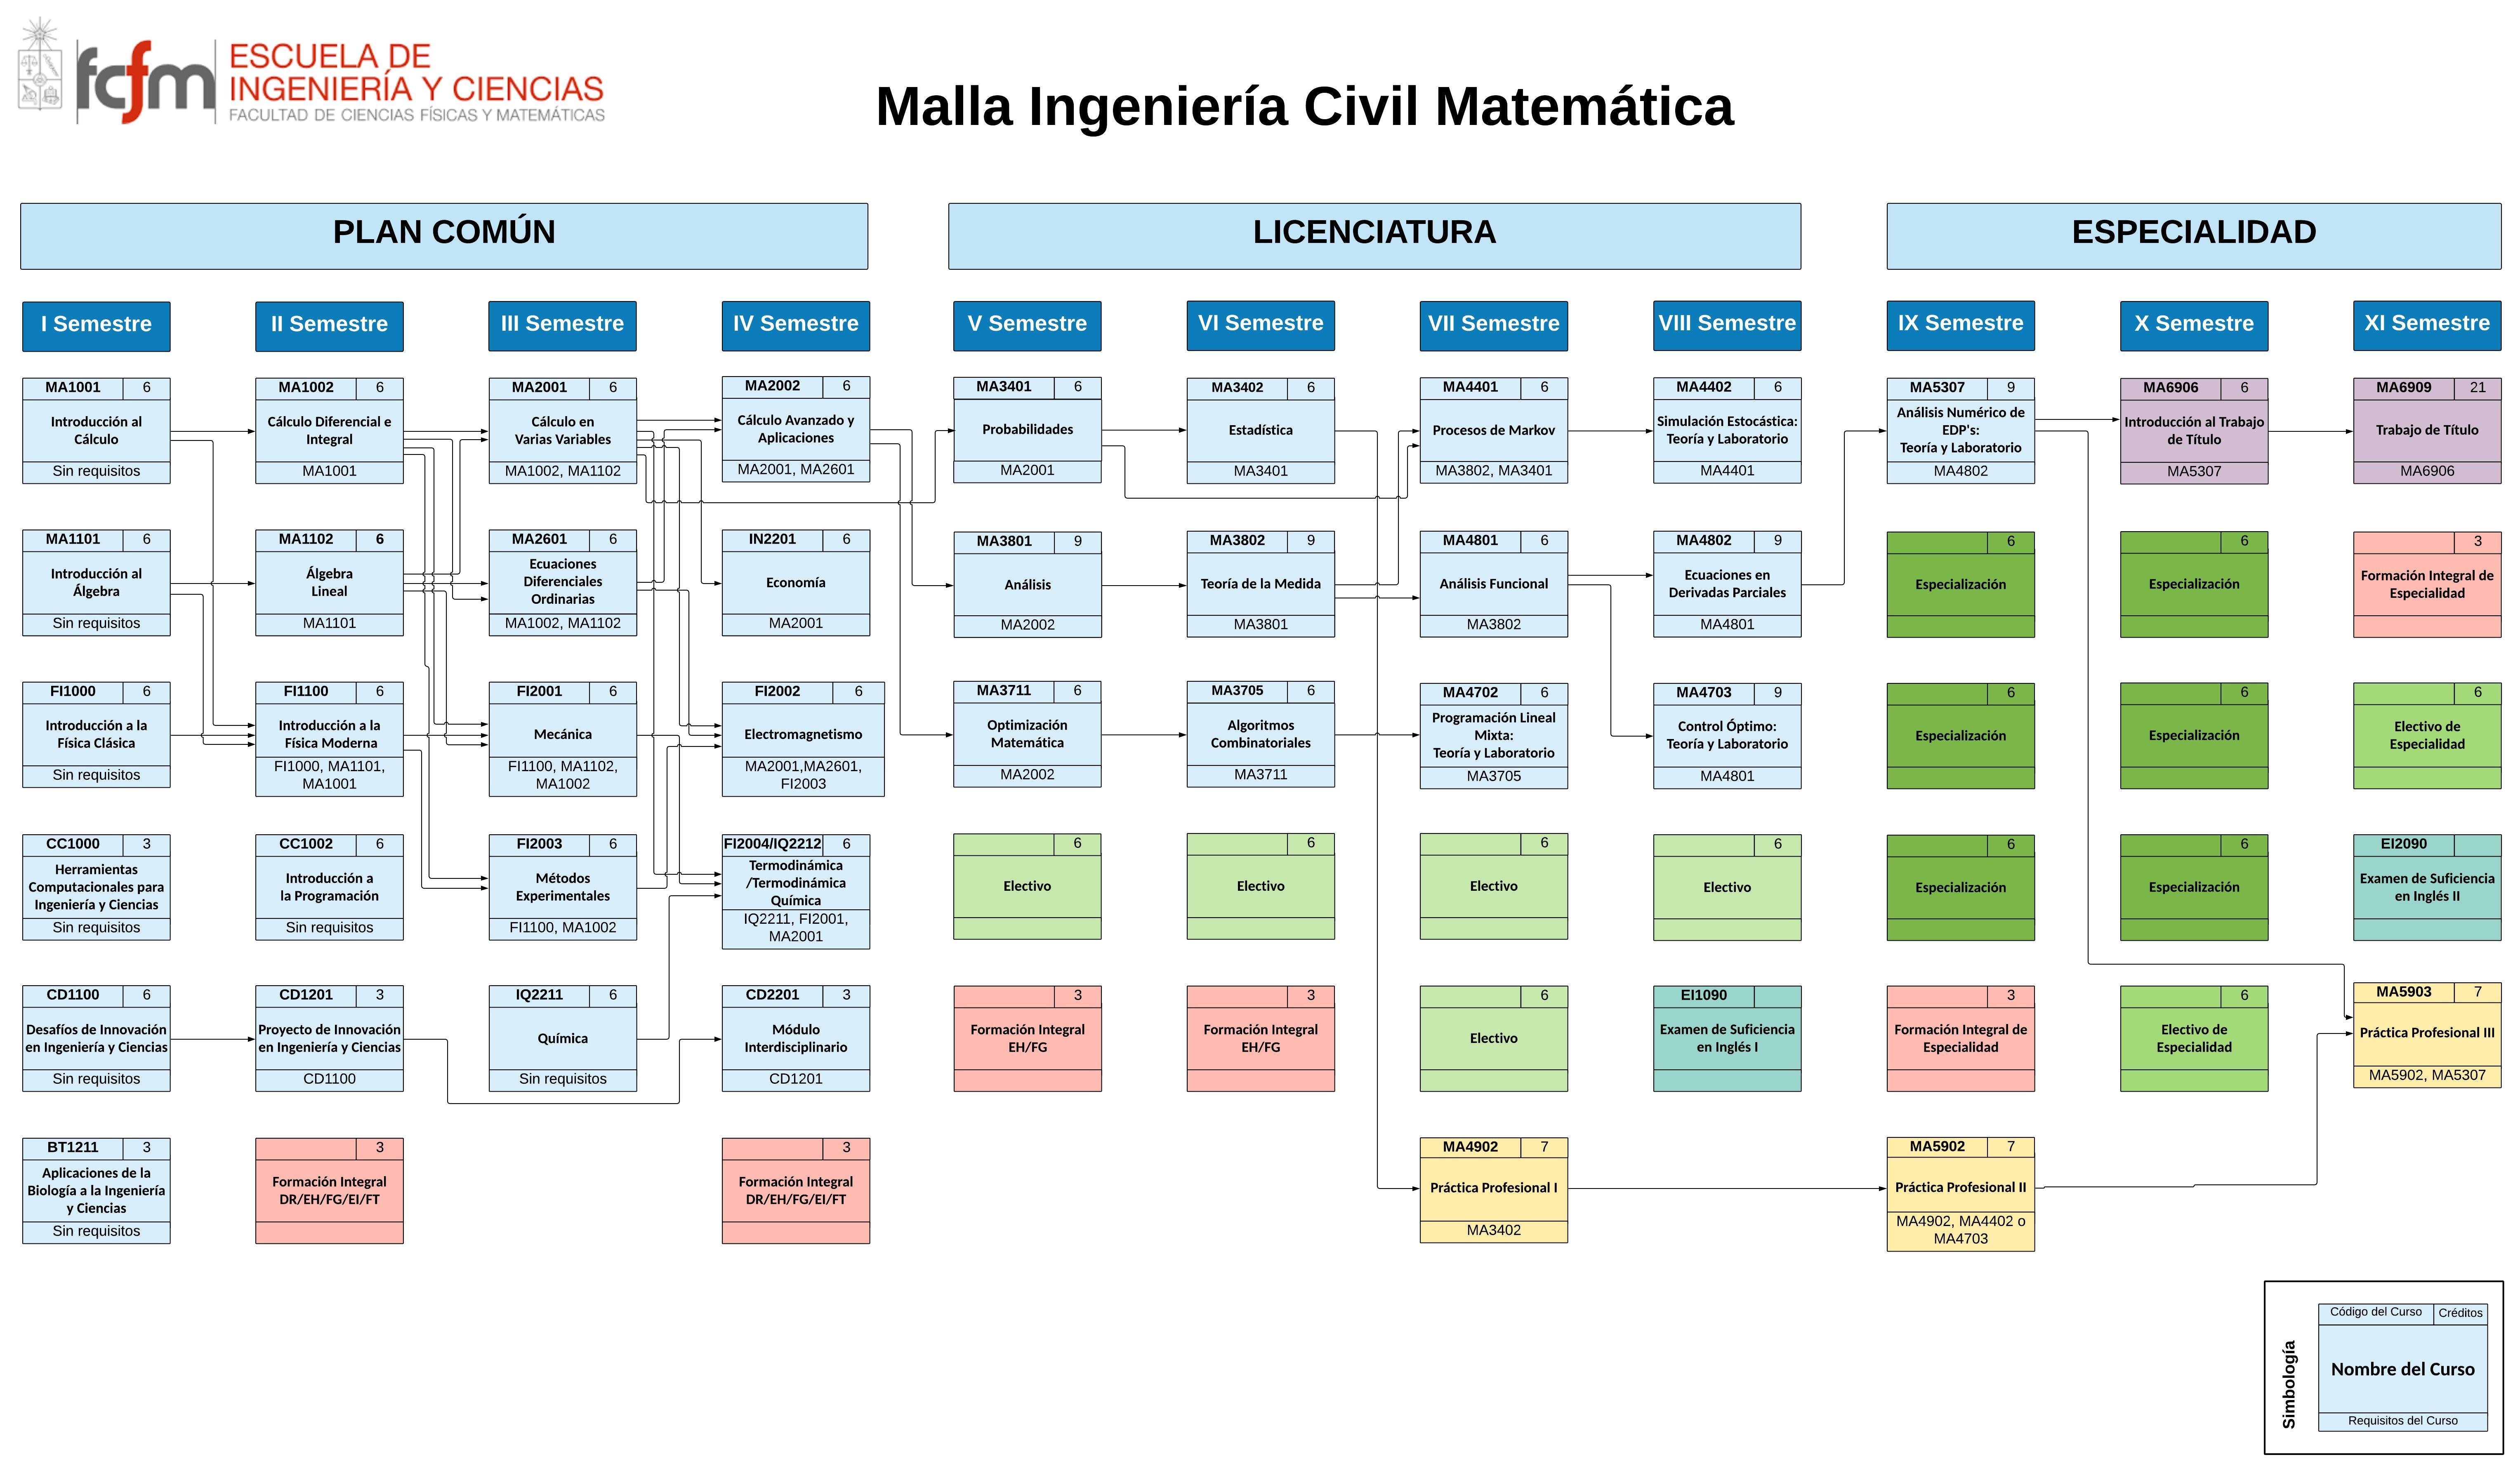 fcfm
ESCUELA DE
INGENIERÍA Y CIENCIAS
FACULTAD DE CIENCIAS FÍSICAS Y MATEMÁTICAS
Malla Ingeniería Civil Matemática
PLAN COMÚN
LICENCIATURA
ESPECIALIDAD
I Semestre
II Semestre
III Semestre
IV Semestre
V Semestre
VI Semestre
VII Semestre
VIII Semestre
IX Semestre
X Semestre
XI Semestre
MA1001 6
Introducción al
Cálculo
Sin requisitos
MA1002 6
Cálculo Diferencial e
Integral
MA1001
MA2001 6
Cálculo en
Varias Variables
MA1002, MA1102
MA2002 6
Cálculo Avanzado y
Aplicaciones
MA2001, MA2601
MA3401 6
Probabilidades
MA2001
MA3402 6
Estadística
MA3401
MA4401 6
Procesos de Markov
MA3802, MA3401
MA4402 6
Simulación Estocástica:
Teoría y Laboratorio
MA4401
MA5307 9
Análisis Numérico de
EDP's:
Teoría y Laboratorio
MA4802
MA6906 6
Introducción al Trabajo
de Título
MA5307
MA6909 21
Trabajo de Título
MA6906
MA1101 6
Introducción al
Álgebra
Sin requisitos
MA1102 6
Álgebra
Lineal
MA1101
MA2601 6
Ecuaciones
Diferenciales
Ordinarias
MA1002, MA1102
IN2201 6
Economía
MA2001
MA3801 9
Análisis
MA2002
MA3802 9
Teoría de la Medida
MA3801
MA4801 6
Análisis Funcional
MA3802
MA4802 9
Ecuaciones en
Derivadas Parciales
MA4801
6
Especialización
6
Especialización
3
Formación Integral de
Especialidad
FI1000 6
Introducción a la
Física Clásica
Sin requisitos
FI1100 6
Introducción a la
Física Moderna
FI1000, MA1101,
MA1001
FI2001 6
Mecánica
FI1100, MA1102,
MA1002
FI2002 6
Electromagnetismo
MA2001,MA2601,
FI2003
MA3711 6
Optimización
Matemática
MA2002
MA3705 6
Algoritmos
Combinatoriales
MA3711
MA4702 6
Programación Lineal
Mixta:
Teoría y Laboratorio
MA3705
MA4703 9
Control Óptimo:
Teoría y Laboratorio
MA4801
6
Especialización
6
Especialización
6
Electivo de
Especialidad
CC1000 3
Herramientas
Computacionales para
Ingeniería y Ciencias
Sin requisitos
CC1002 6
Introducción a
la Programación
Sin requisitos
FI2003 6
Métodos
Experimentales
FI1100, MA1002
FI2004/IQ2212 6
Termodinámica
/Termodinámica
Química
IQ2211, FI2001,
MA2001
6
Electivo
6
Electivo
6
Electivo
6
Electivo
6
Especialización
6
Especialización
EI2090
Examen de Suficiencia
en Inglés II
CD1100 6
Desafíos de Innovación
en Ingeniería y Ciencias
Sin requisitos
CD1201 3
Proyecto de Innovación
en Ingeniería y Ciencias
CD1100
IQ2211 6
Química
Sin requisitos
CD2201 3
Módulo
Interdisciplinario
CD1201
3
Formación Integral
EH/FG
3
Formación Integral
EH/FG
6
Electivo
EI1090
Examen de Suficiencia
en Inglés I
3
Formación Integral de
Especialidad
6
Electivo de
Especialidad
MA5903 7
Práctica Profesional III
MA5902, MA5307
BT1211 3
Aplicaciones de la
Biología a la Ingeniería
y Ciencias
Sin requisitos
3
Formación Integral
DR/EH/FG/EI/FT
3
Formación Integral
DR/EH/FG/EI/FT
MA4902 7
Práctica Profesional I
MA3402
MA5902 7
Práctica Profesional II
MA4902, MA4402 o
MA4703
Simbología
Código del Curso Créditos
Nombre del Curso
Requisitos del Curso